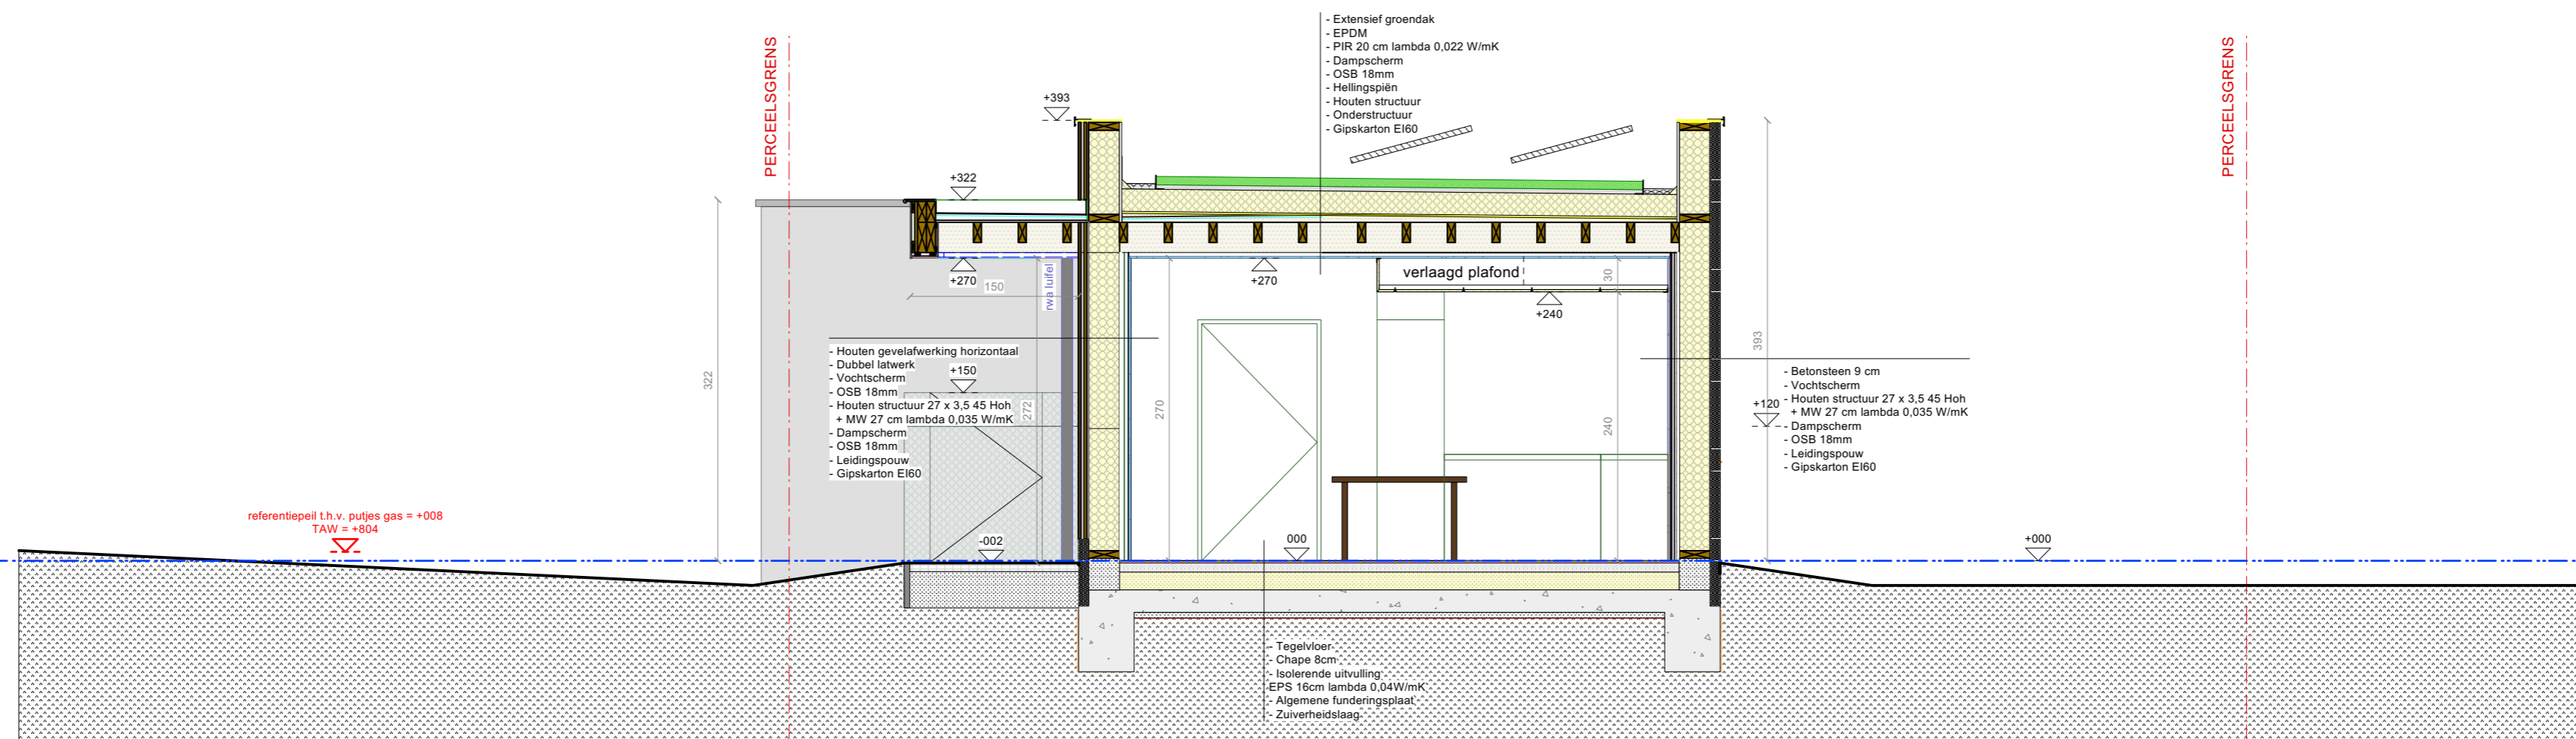 - Extensief groendak
- EPDM
- PIR 20 cm lambda 0,022 W/mK
- Dampscherm
- OSB 18mm
- Hellingspiën
- Houten structuur
- Onderstructuur
- Gipskarton EI60
PERCEELSGRENS
PERCEELSGRENS
+393
+322
+270
150
rwa luifel
+270
verlaagd plafond
30
+240
322
- Houten gevelafwerking horizontaal
- Dubbel latwerk
- Vochtscherm
- OSB 18mm
- Houten structuur 27 x 3,5 45 Hoh
+ MW 27 cm lambda 0,035 W/mK
- Dampscherm
- OSB 18mm
- Leidingspouw
- Gipskarton EI60
+150
272
270
240
393
- Betonsteen 9 cm
- Vochtscherm
- Houten structuur 27 x 3,5 45 Hoh
+ MW 27 cm lambda 0,035 W/mK
- Dampscherm
- OSB 18mm
- Leidingspouw
- Gipskarton EI60
+120
referentiepeil t.h.v. putjes gas = +008
TAW = +804
-002
000
+000
- Tegelvloer
- Chape 8cm
- Isolerende uitvulling
EPS 16cm lambda 0,04W/mK
- Algemene funderingsplaat
- Zuiverheidslaag